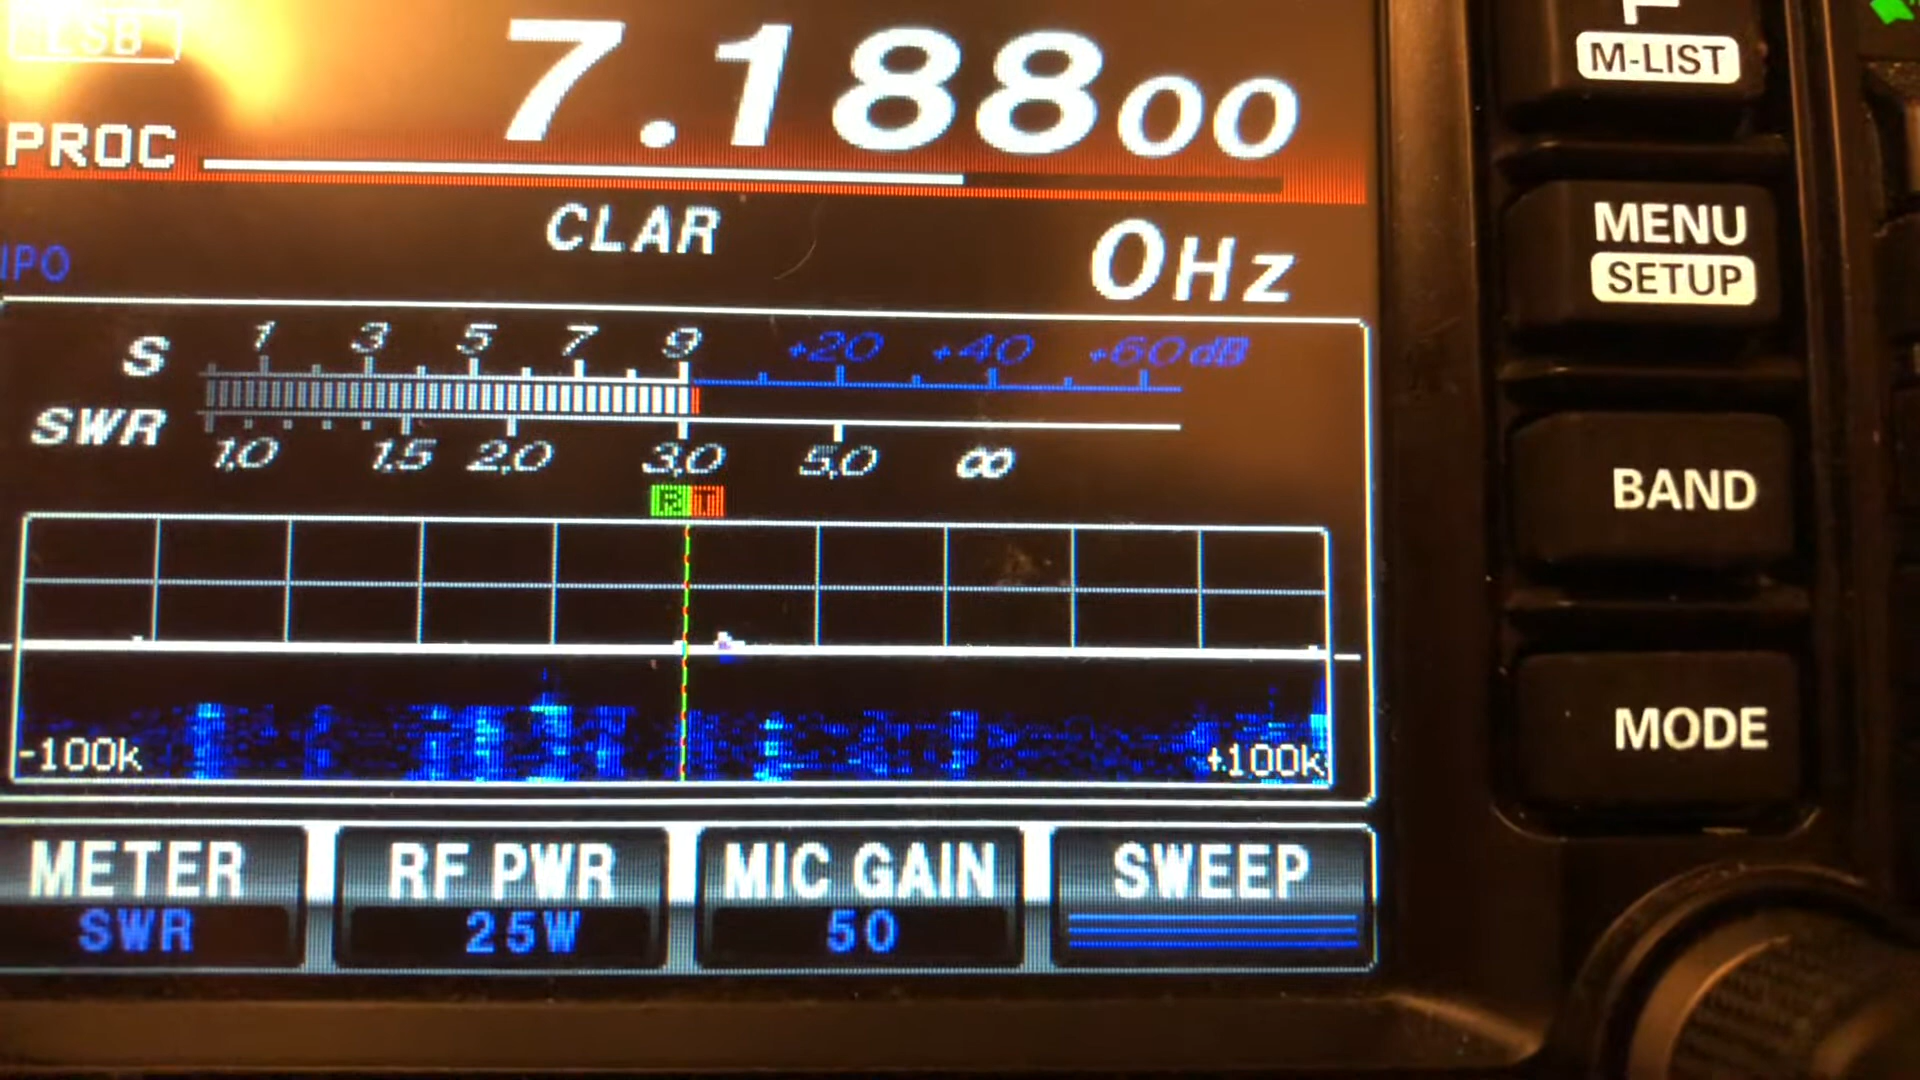 LSB
7.18800
PROC
CLAR
0Hz
IPO
S 1 3 5 7 9 +20 +40 +60dB
SWR
1,0 1,5 2,0 3,0 5,0 ∞
R T
-100k
+100k
METER
SWR
RF PWR
25W
MIC GAIN
50
SWEEP
M-LIST
MENU
SETUP
BAND
MODE